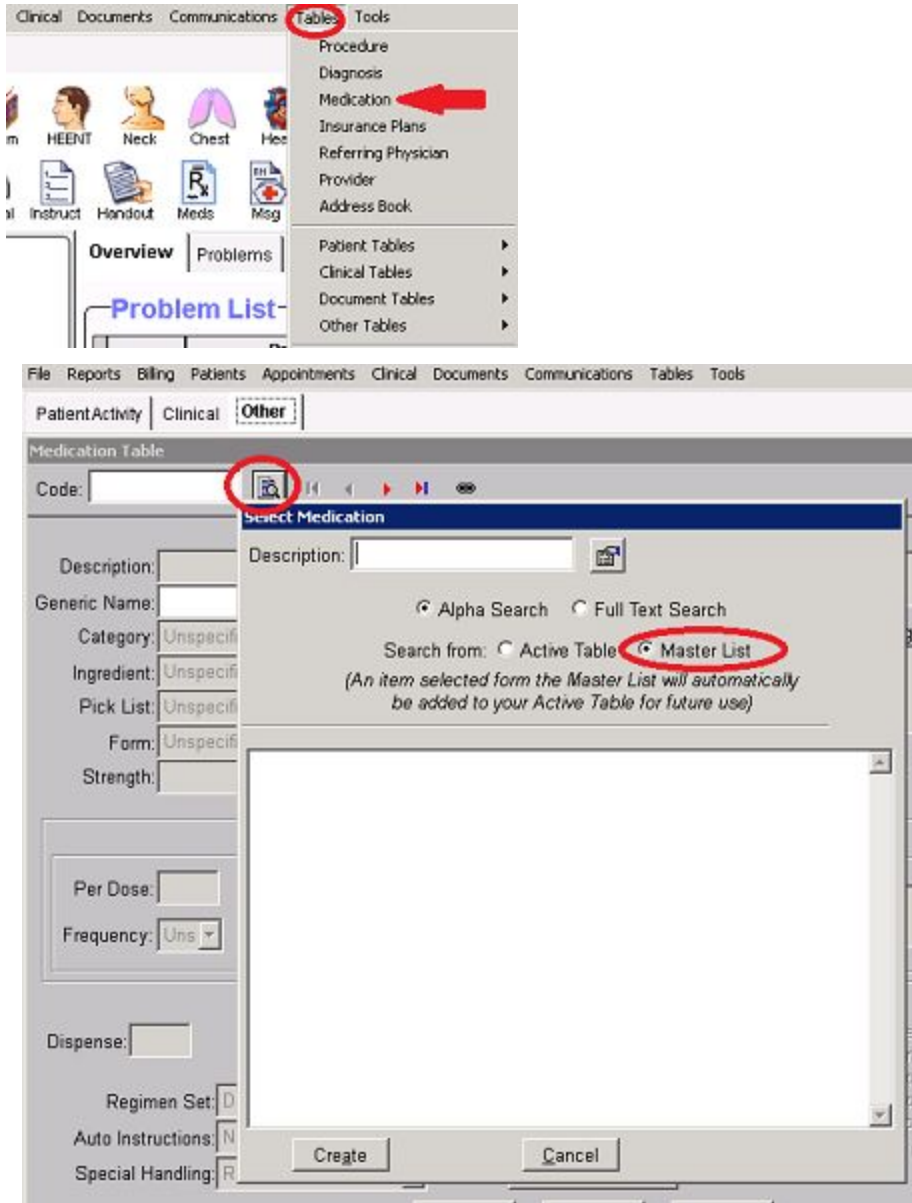 Clinical Documents Communications Tables Tools
Procedure
Diagnosis
Medication
Insurance Plans
Referring Physician
Provider
Address Book
Patient Tables
Clinical Tables
Document Tables
Other Tables
HEENT Neck Chest
Instruct Handout Meds Msg
Overview Problems
Problem List
File Reports Billing Patients Appointments Clinical Documents Communications Tables Tools
PatientActivity Clinical Other
Medication Table
Code:
Select Medication
Description:
Alpha Search Full Text Search
Search from: Active Table Master List
(An item selected form the Master List will automatically
be added to your Active Table for future use)
Create Cancel
Description:
Generic Name:
Category: Unspecifi
Ingredient: Unspecifi
Pick List: Unspecifi
Form: Unspecifi
Strength:
Per Dose:
Frequency: Uns
Dispense:
Regimen Set: D
Auto Instructions: N
Special Handling: R